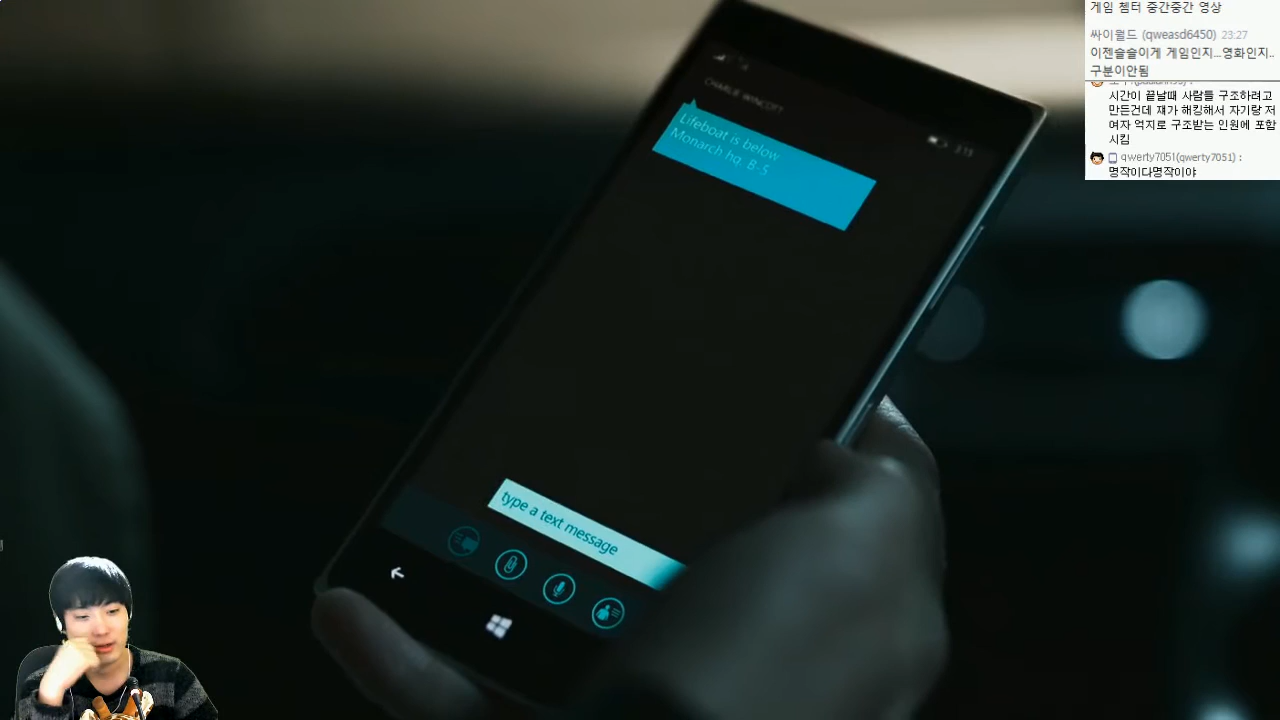 게임 쳄터 중간중간 영상
싸이월드 (qweasd6450) 23:27
이젠슬슬이게 게임인지...영화인지..
구분이안됨
시간이 끝날때 사람들 구조하려고
만든건데 쟤가 해킹해서 자기랑 저
여자 억지로 구조받는 인원에 포함
시킴
qwerty7051(qwerty7051) :
명작이다명작이야
CHARLIE WINCOTT
3:13
Lifeboat is below
Monarch hq. B-5
type a text message